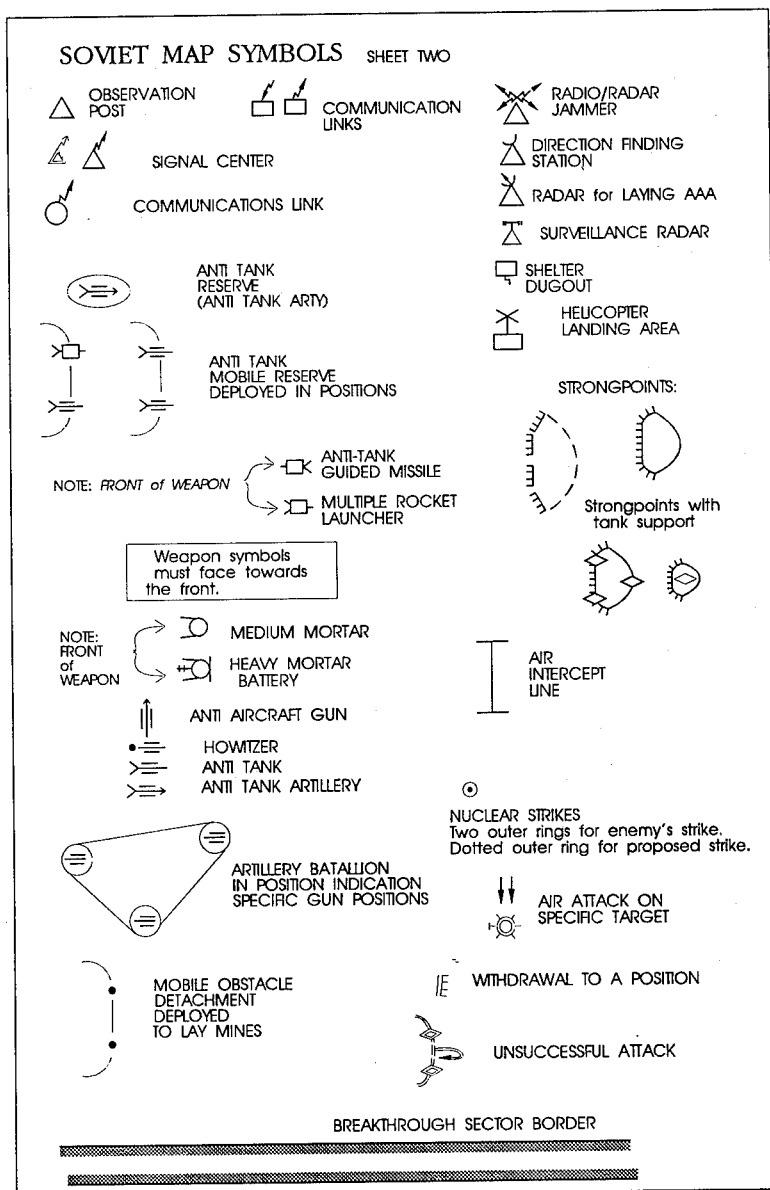 SOVIET MAP SYMBOLS SHEET TWO
OBSERVATION
POST
COMMUNICATION
LINKS
RADIO/RADAR
JAMMER
SIGNAL CENTER
DIRECTION FINDING
STATION
COMMUNICATIONS LINK
RADAR for LAYING AAA
SURVEILLANCE RADAR
ANTI TANK
RESERVE
(ANTI TANK ARTY)
SHELTER
DUGOUT
HELICOPTER
LANDING AREA
ANTI TANK
MOBILE RESERVE
DEPLOYED IN POSITIONS
STRONGPOINTS:
NOTE: FRONT of WEAPON
ANTI-TANK
GUIDED MISSILE
MULTIPLE ROCKET
LAUNCHER
Strongpoints with
tank support
Weapon symbols
must face towards
the front.
NOTE:
FRONT
of
WEAPON
MEDIUM MORTAR
HEAVY MORTAR
BATTERY
AIR
INTERCEPT
LINE
ANTI AIRCRAFT GUN
HOWITZER
ANTI TANK
ANTI TANK ARTILLERY
NUCLEAR STRIKES
Two outer rings for enemy's strike.
Dotted outer ring for proposed strike.
ARTILLERY BATALLION
IN POSITION INDICATION
SPECIFIC GUN POSITIONS
AIR ATTACK ON
SPECIFIC TARGET
MOBILE OBSTACLE
DETACHMENT
DEPLOYED
TO LAY MINES
WITHDRAWAL TO A POSITION
UNSUCCESSFUL ATTACK
BREAKTHROUGH SECTOR BORDER